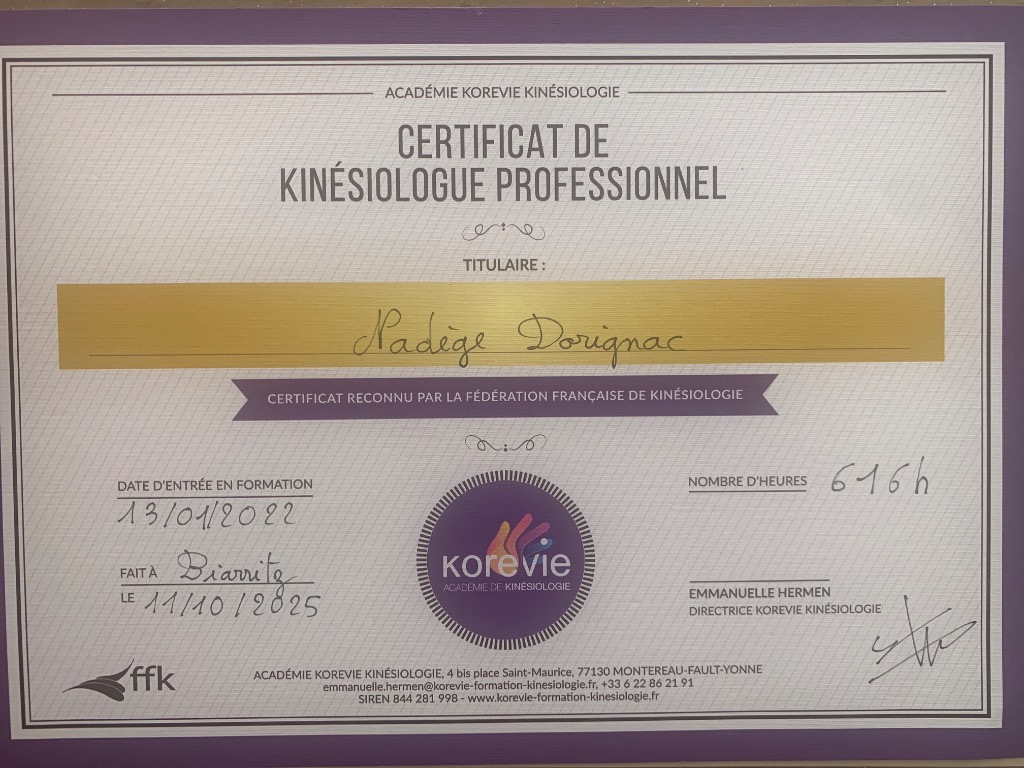 ACADÉMIE KOREVIE KINÉSIOLOGIE
CERTIFICAT DE
KINÉSIOLOGUE PROFESSIONNEL
TITULAIRE :
Nadège Dorignac
CERTIFICAT RECONNU PAR LA FÉDÉRATION FRANÇAISE DE KINÉSIOLOGIE
DATE D'ENTRÉE EN FORMATION
13/01/2022
NOMBRE D'HEURES 616h
FAIT À Biarritz
LE 11/10/2025
KOREVIE
ACADÉMIE DE KINÉSIOLOGIE
EMMANUELLE HERMEN
DIRECTRICE KOREVIE KINÉSIOLOGIE
ffk
ACADÉMIE KOREVIE KINÉSIOLOGIE, 4 bis place Saint-Maurice, 77130 MONTEREAU-FAULT-YONNE
emmanuelle.hermen@korevie-formation-kinesiologie.fr, +33 6 22 86 21 91
SIREN 844 281 998 - www.korevie-formation-kinesiologie.fr